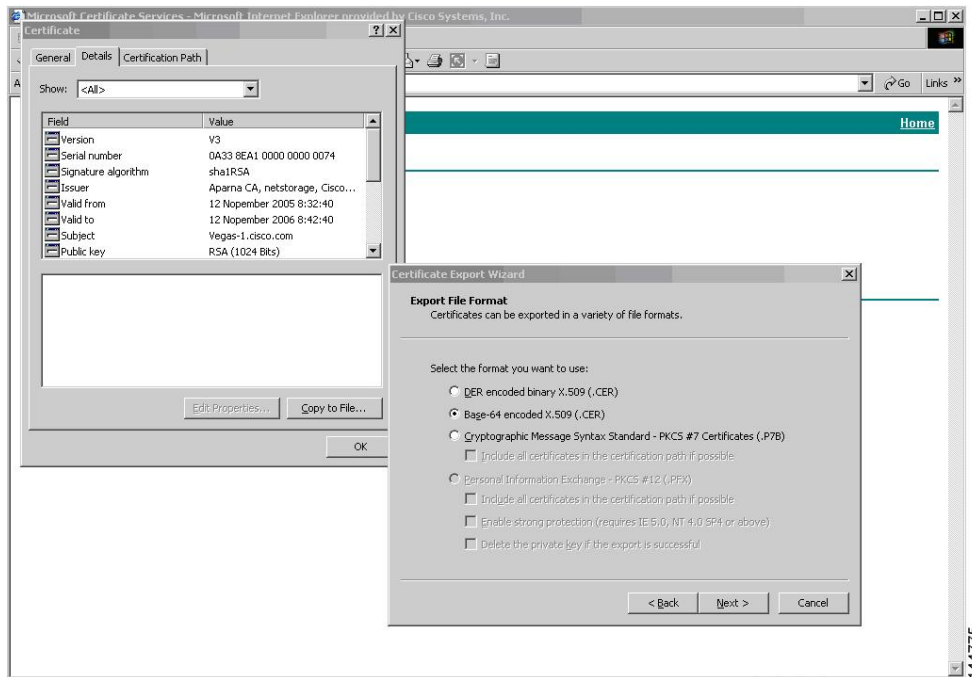 Microsoft Certificate Services - Microsoft Internet Explorer provided by Cisco Systems, Inc.
Certificate
General Details Certification Path
Go Links »
Show: <All>
Home
Field Value
Version V3
Serial number 0A33 8EA1 0000 0000 0074
Signature algorithm sha1RSA
Issuer Aparna CA, netstorage, Cisco...
Valid from 12 Nopember 2005 8:32:40
Valid to 12 Nopember 2006 8:42:40
Subject Vegas-1.cisco.com
Public key RSA (1024 Bits)
Edit Properties... Copy to File...
OK
Certificate Export Wizard
Export File Format
Certificates can be exported in a variety of file formats.
Select the format you want to use:
DER encoded binary X.509 (.CER)
Base-64 encoded X.509 (.CER)
Cryptographic Message Syntax Standard - PKCS #7 Certificates (.P7B)
Include all certificates in the certification path if possible
Personal Information Exchange - PKCS #12 (.PFX)
Include all certificates in the certification path if possible
Enable strong protection (requires IE 5.0, NT 4.0 SP4 or above)
Delete the private key if the export is successful
< Back Next > Cancel